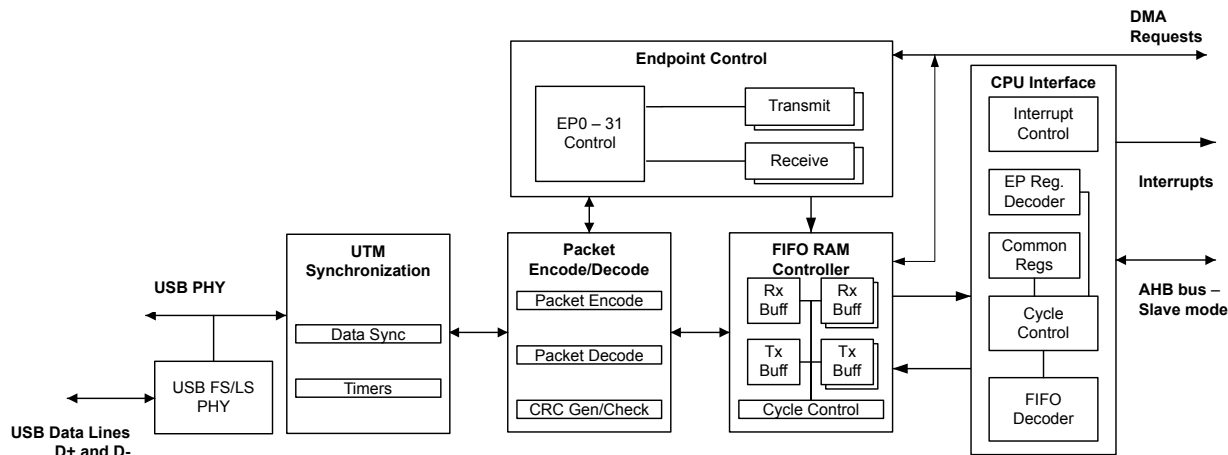 DMA
Requests
Endpoint Control
EP0 – 31
Control
Transmit
Receive
CPU Interface
Interrupt
Control
Interrupts
EP Reg.
Decoder
Common
Regs
AHB bus –
Slave mode
Cycle
Control
FIFO
Decoder
UTM
Synchronization
Data Sync
Timers
Packet
Encode/Decode
Packet Encode
Packet Decode
CRC Gen/Check
FIFO RAM
Controller
Rx
Buff
Rx
Buff
Tx
Buff
Tx
Buff
Cycle Control
USB PHY
USB FS/LS
PHY
USB Data Lines
D+ and D-